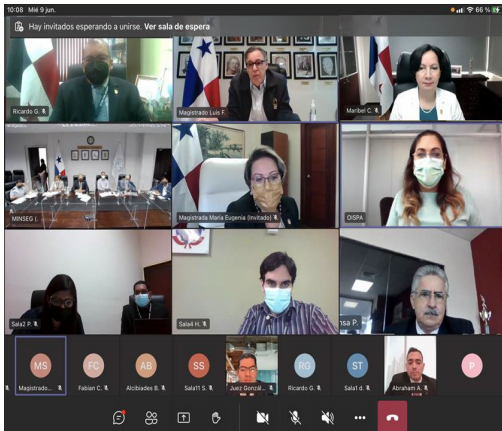 10:08 Mié 9 jun.
66 %
Hay invitados esperando a unirse. Ver sala de espera
Ricardo G.
Magistrado Luis F.
Maribel C.
MINSEG (.
Magistrada María Eugenia (Invitado)
OISPA
Sala2 P.
Sala4 H.
nsa P.
MS
FC
AB
SS
RG
ST
P
Magistrado...
Fabian C.
Alcibiades B.
Sala11 S.
Juez Gonzál...
Ricardo G.
Sala1 d.
Abraham A.